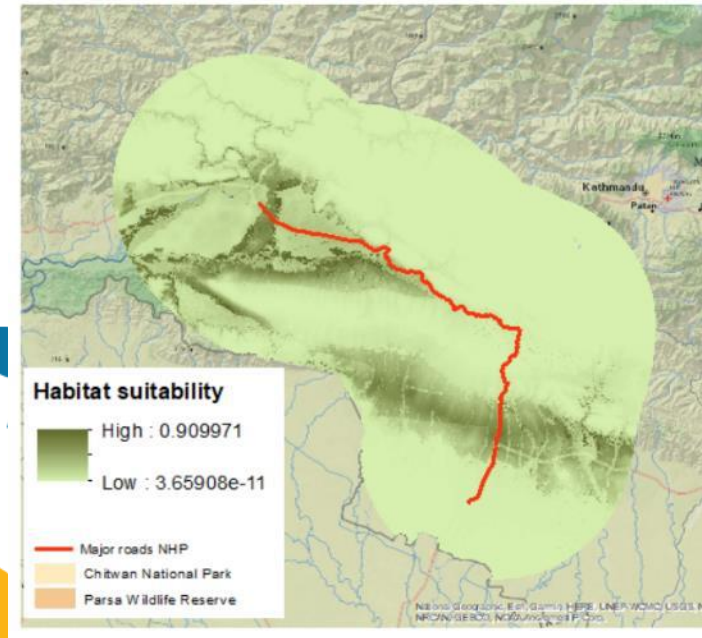 Kathmandu
Patan
Habitat suitability
High : 0.909971
Low : 3.65908e-11
Major roads NHP
Chitwan National Park
Parsa Wildlife Reserve